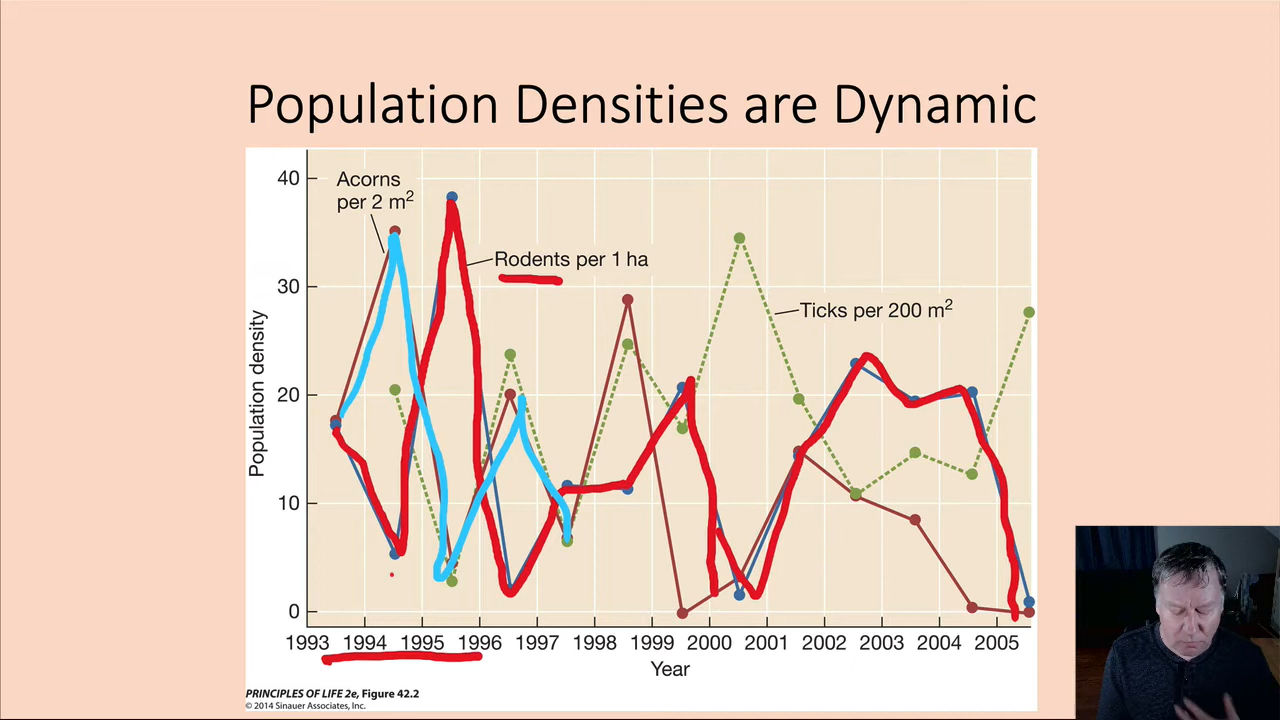 Population Densities are Dynamic
Acorns
per 2 m²
Rodents per 1 ha
Ticks per 200 m²
Population density
40
30
20
10
0
1993 1994 1995 1996 1997 1998 1999 2000 2001 2002 2003 2004 2005
Year
PRINCIPLES OF LIFE 2e, Figure 42.2
© 2014 Sinauer Associates, Inc.